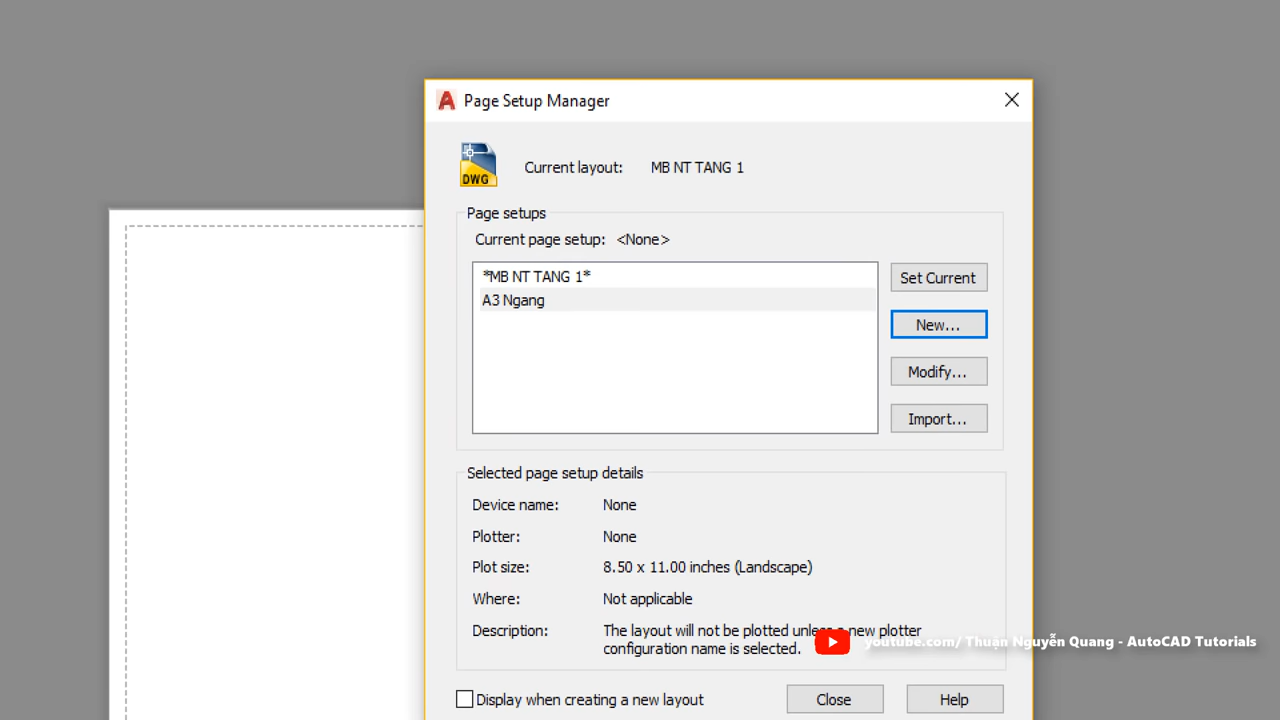 Page Setup Manager
DWG
Current layout: MB NT TANG 1
Page setups
Current page setup: <None>
*MB NT TANG 1*
A3 Ngang
Set Current
New...
Modify...
Import...
Selected page setup details
Device name: None
Plotter: None
Plot size: 8.50 x 11.00 inches (Landscape)
Where: Not applicable
Description: The layout will not be plotted unless a new plotter
configuration name is selected.
youtube.com/ Thuận Nguyễn Quang - AutoCAD Tutorials
Display when creating a new layout
Close
Help